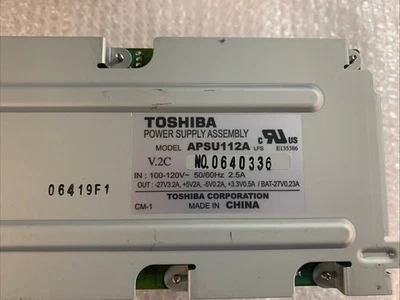 TOSHIBA
POWER SUPPLY ASSEMBLY
MODEL APSU112A LFS E135386
V.2C NO.0640336
IN : 100-120V~ 50/60Hz 2.5A
OUT : -27V3.2A, +5V2A, -5V0.2A, +3.3V0.5A / BAT-27V0.23A
TOSHIBA CORPORATION
CM-1 MADE IN CHINA
06419F1